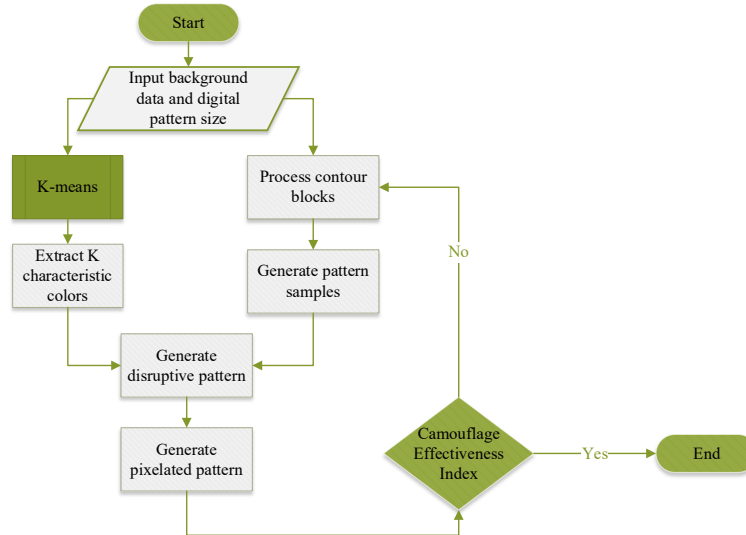 Start
Input background
data and digital
pattern size
K-means
Process contour
blocks
Extract K
characteristic
colors
Generate pattern
samples
No
Generate
disruptive pattern
Generate
pixelated pattern
Camouflage
Effectiveness
Index
Yes
End